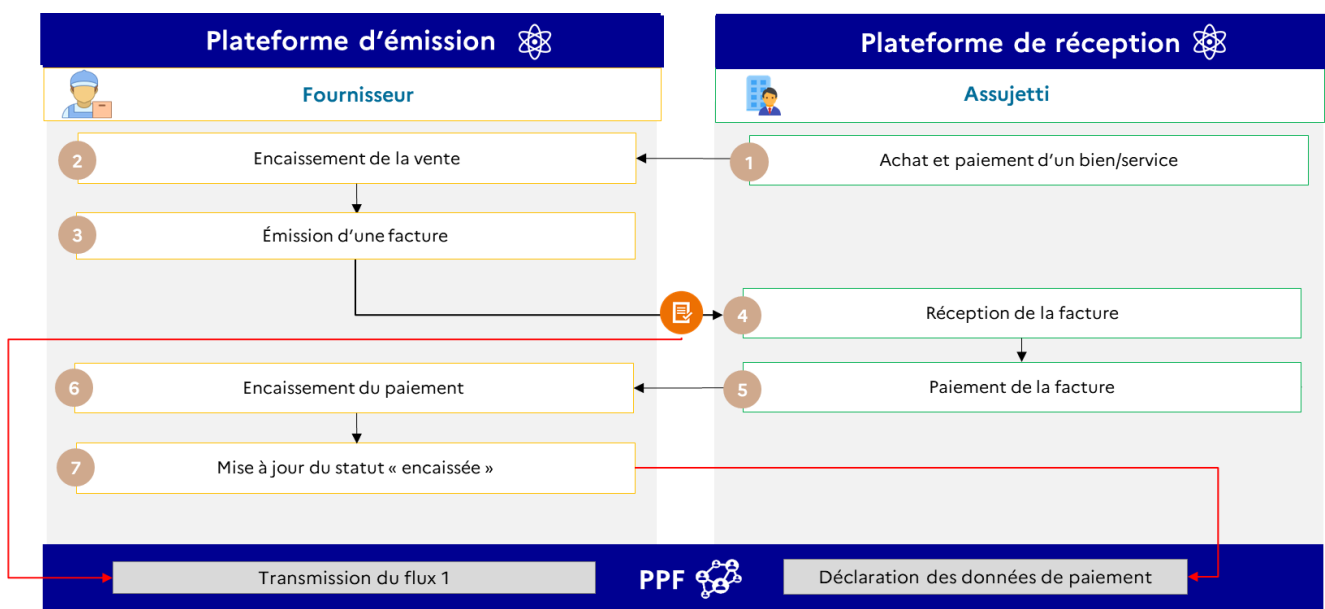 Plateforme d’émission
Plateforme de réception
Fournisseur
Assujetti
2
Encaissement de la vente
1
Achat et paiement d’un bien/service
3
Émission d’une facture
4
Réception de la facture
6
Encaissement du paiement
5
Paiement de la facture
7
Mise à jour du statut « encaissée »
Transmission du flux 1
PPF
Déclaration des données de paiement